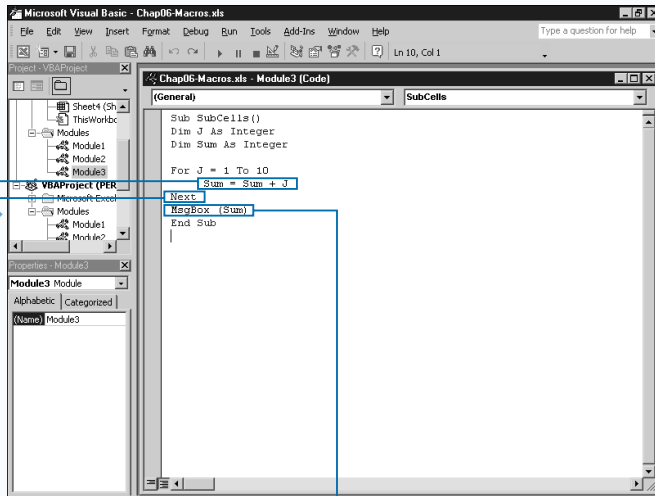 Microsoft Visual Basic - Chap06-Macros.xls
File Edit View Insert Format Debug Run Tools Add-Ins Window Help
Type a question for help
Ln 10, Col 1
Project - VBAProject
Sheet4 (Sh
ThisWorkbo
Modules
Module1
Module2
Module3
VBAProject (PER
Microsoft Excel
Modules
Module1
Module2
Properties - Module3
Module3 Module
Alphabetic Categorized
(Name) Module3
Chap06-Macros.xls - Module3 (Code)
(General) SubCells
Sub SubCells()
Dim J As Integer
Dim Sum As Integer
For J = 1 To 10
Sum = Sum + J
Next
MsgBox (Sum)
End Sub